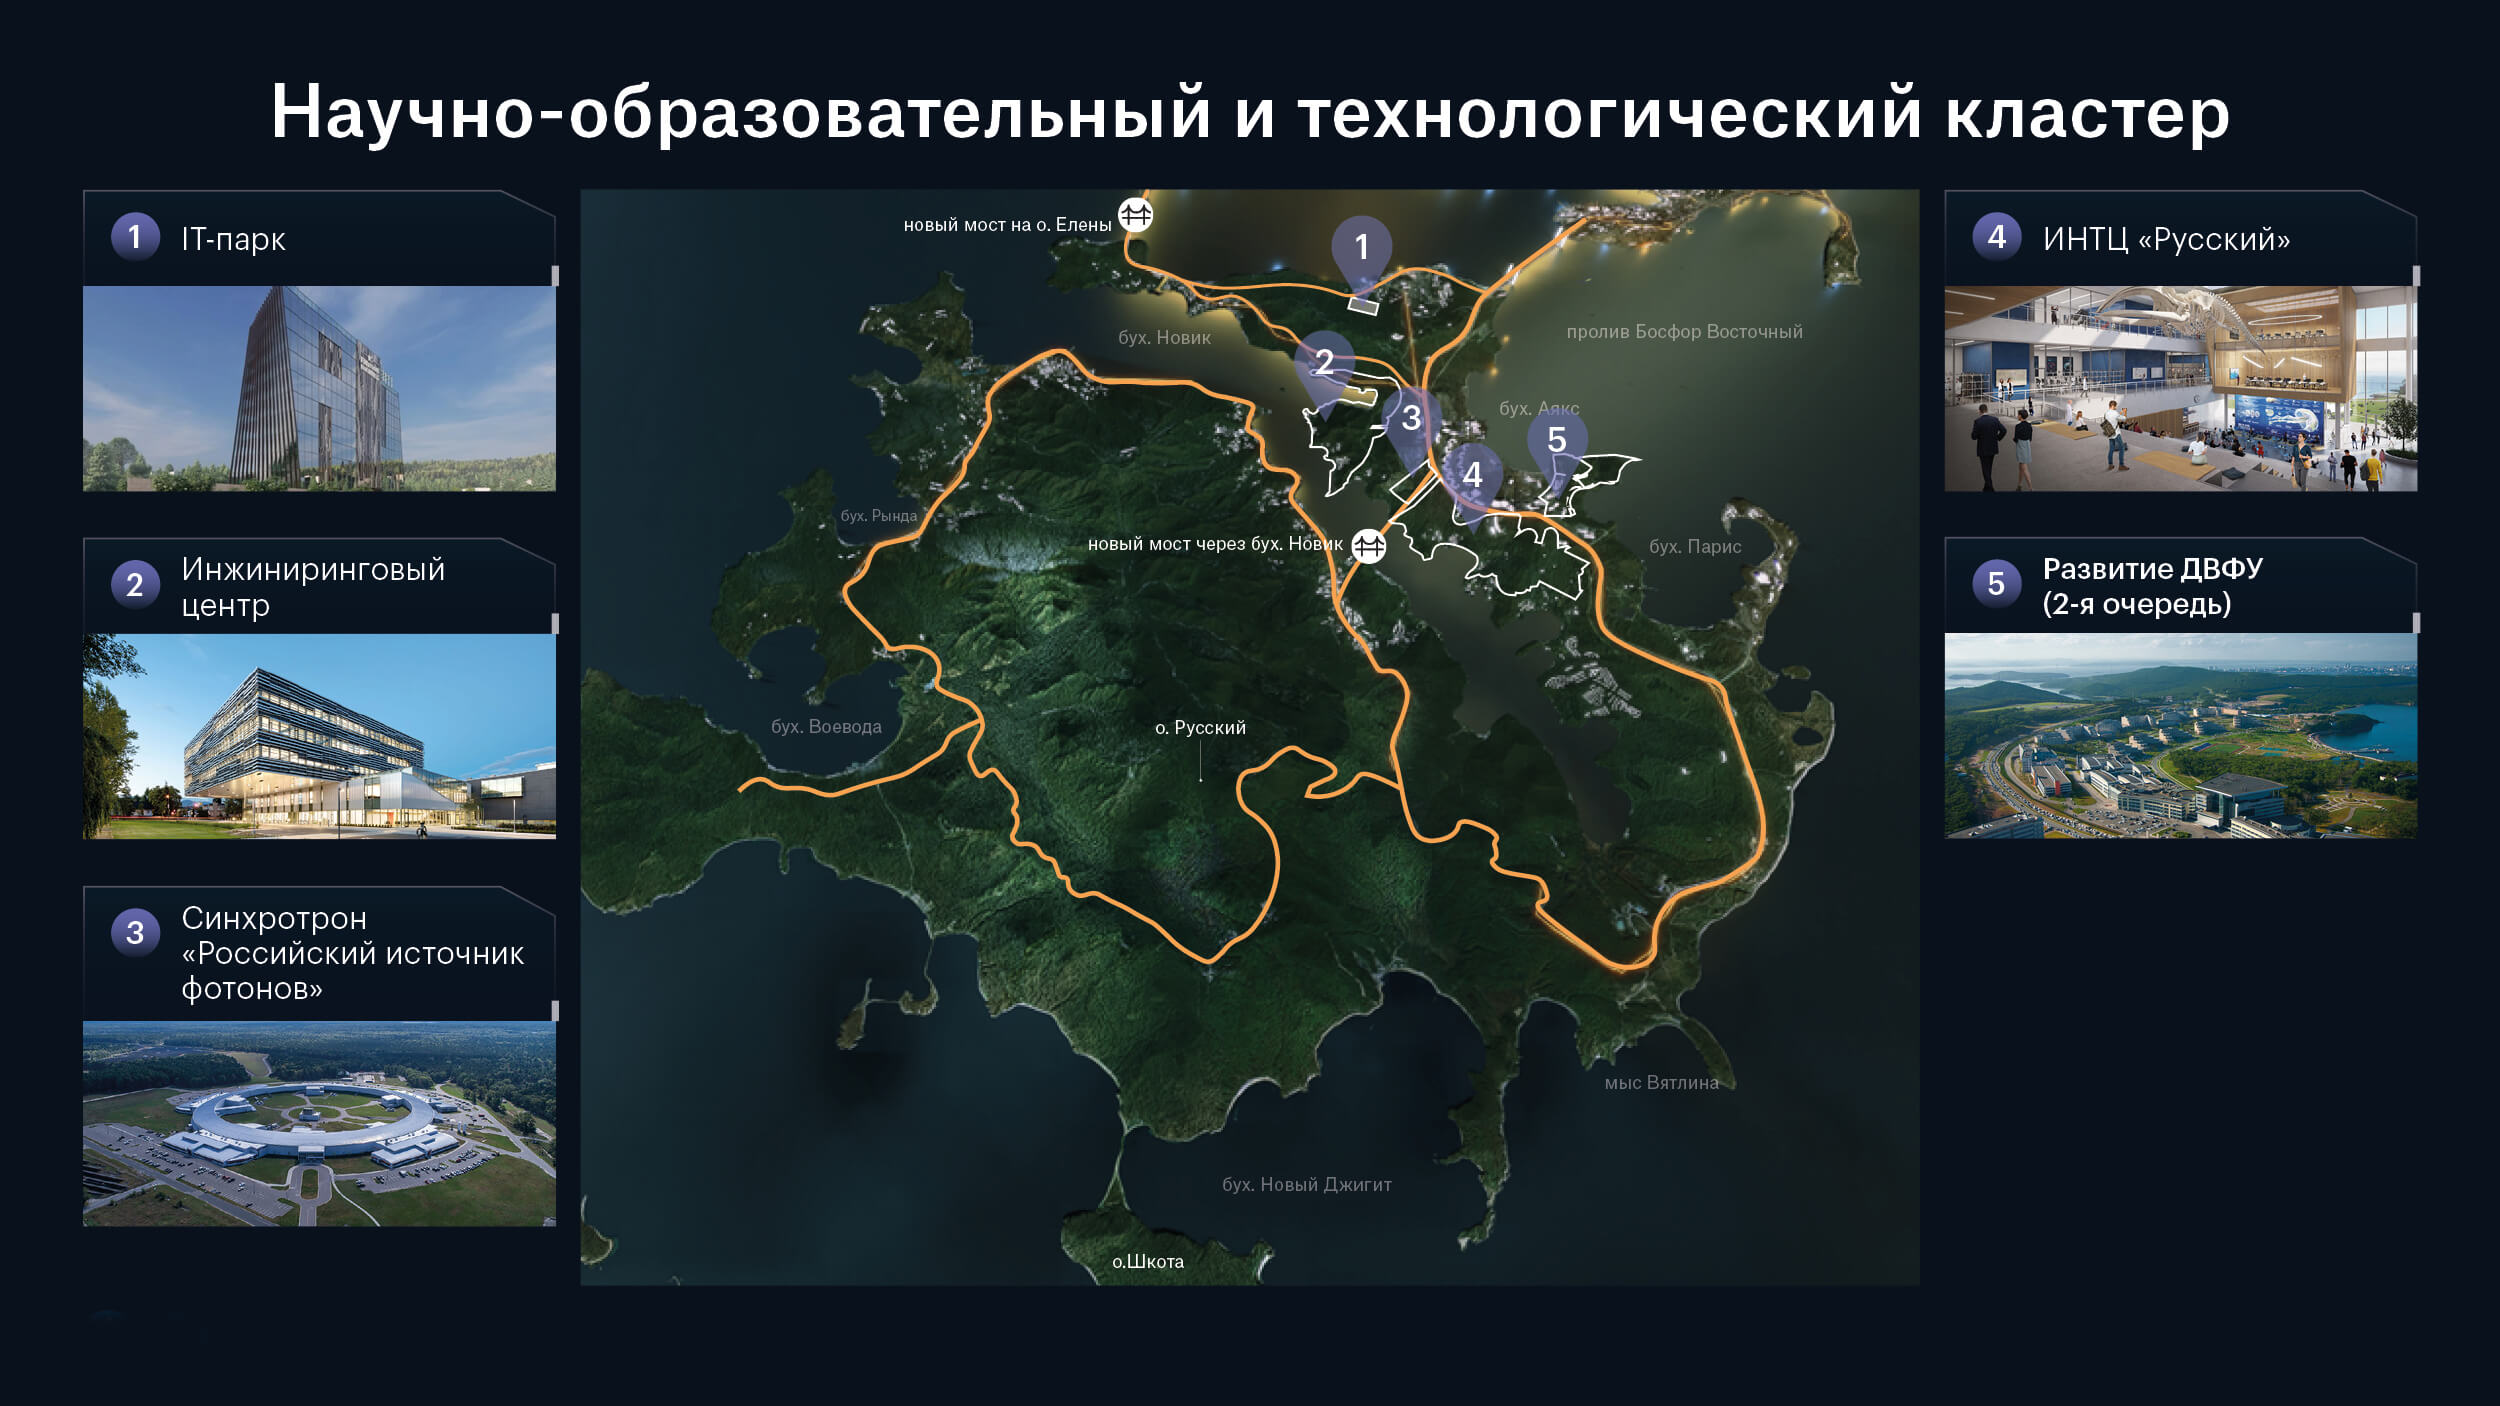 Научно-образовательный и технологический кластер
1
IT-парк
2
Инжиниринговый
центр
3
Синхротрон
«Российский источник
фотонов»
новый мост на о. Елены
1
бух. Новик
пролив Босфор Восточный
2
бух. Аякс
3
5
4
бух. Рында
новый мост через бух. Новик
бух. Парис
бух. Воевода
о. Русский
мыс Вятлина
бух. Новый Джигит
о.Школа
4
ИНТЦ «Русский»
5
Развитие ДВФУ
(2-я очередь)